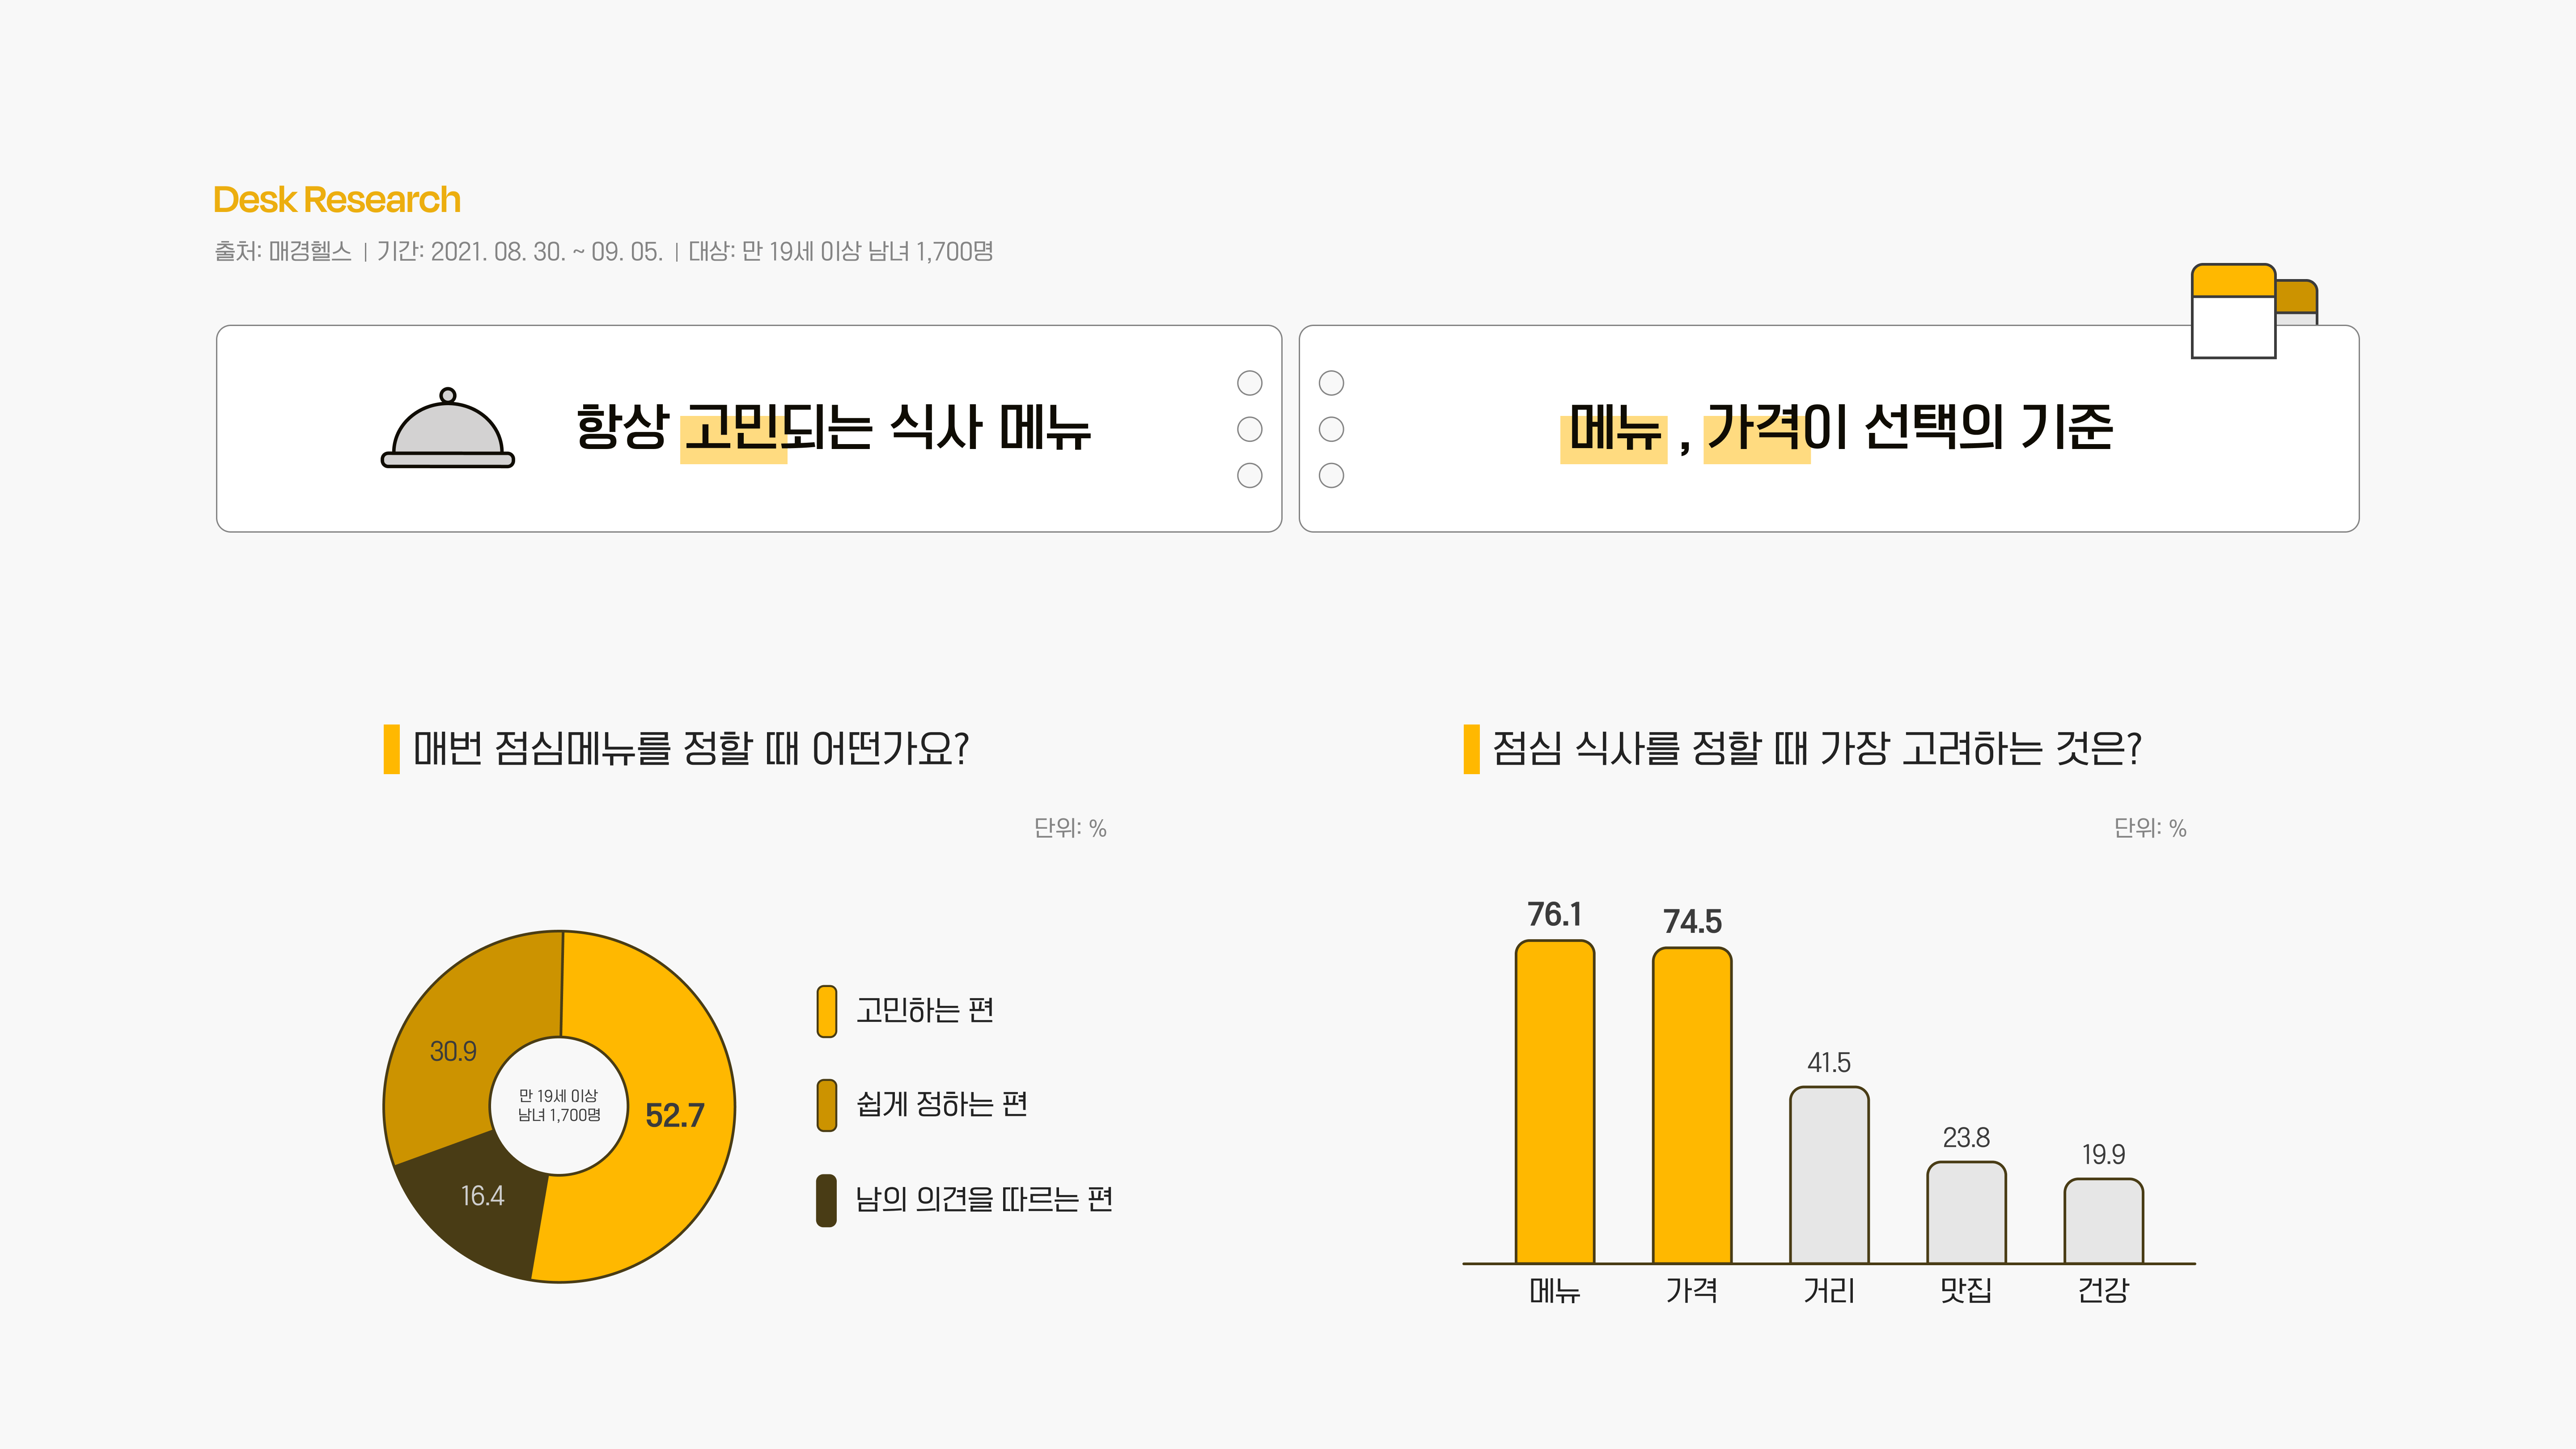 Desk Research
출처: 매경헬스 | 기간: 2021. 08. 30. ~ 09. 05. | 대상: 만 19세 이상 남녀 1,700명
항상 고민되는 식사 메뉴
메뉴 , 가격이 선택의 기준
매번 점심메뉴를 정할 때 어떤가요?
단위: %
30.9
16.4
52.7
만 19세 이상
남녀 1,700명
고민하는 편
쉽게 정하는 편
남의 의견을 따르는 편
점심 식사를 정할 때 가장 고려하는 것은?
단위: %
76.1
74.5
41.5
23.8
19.9
메뉴
가격
거리
맛집
건강